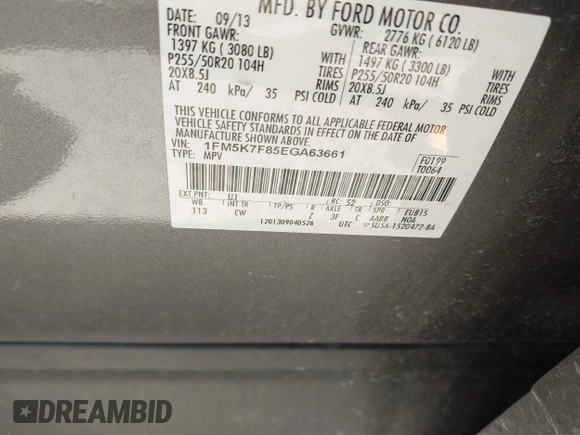 MFD. BY FORD MOTOR CO.
DATE: 09/13
GVWR: 2776 KG ( 6120 LB)
FRONT GAWR:
REAR GAWR:
1397 KG ( 3080 LB) WITH
1497 KG ( 3300 LB) WITH
P255/50R20 104H TIRES
P255/50R20 104H TIRES
20X8.5J RIMS
20X8.5J RIMS
AT 240 kPa/ 35 PSI COLD
AT 240 kPa/ 35 PSI COLD
THIS VEHICLE CONFORMS TO ALL APPLICABLE FEDERAL MOTOR
VEHICLE SAFETY STANDARDS IN EFFECT ON THE DATE OF
MANUFACTURE SHOWN ABOVE.
VIN: 1FM5K7F85EGA63661
TYPE: MPV
F0199
T0064
EXT PNT: UJ RC: 52 DSO:
WB INT TR TP/PS R AXLE TR SPR EUB15
113 CW Z 3F C AABB NOA
1201309040526 UTC ▽5U5A-1520472-BA
DREAMBID